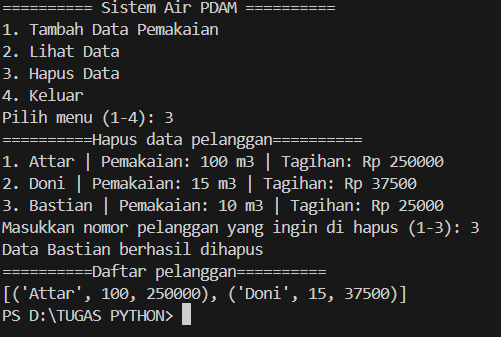 ========== Sistem Air PDAM ==========
1. Tambah Data Pemakaian
2. Lihat Data
3. Hapus Data
4. Keluar
Pilih menu (1-4): 3
==========Hapus data pelanggan==========
1. Attar | Pemakaian: 100 m3 | Tagihan: Rp 250000
2. Doni | Pemakaian: 15 m3 | Tagihan: Rp 37500
3. Bastian | Pemakaian: 10 m3 | Tagihan: Rp 25000
Masukkan nomor pelanggan yang ingin di hapus (1-3): 3
Data Bastian berhasil dihapus
==========Daftar pelanggan==========
[('Attar', 100, 250000), ('Doni', 15, 37500)]
PS D:\TUGAS PYTHON>